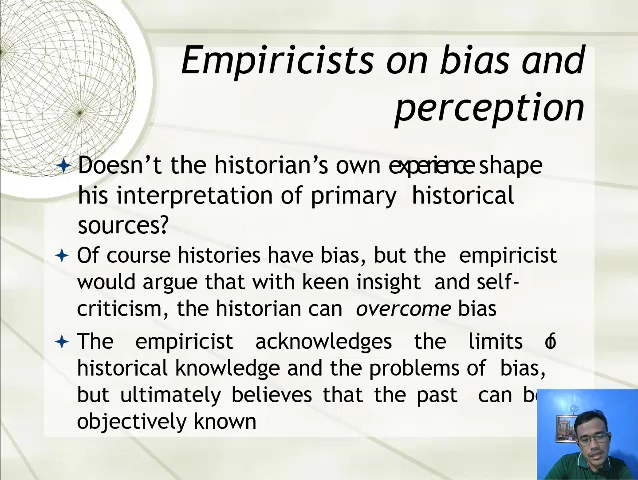 Empiricists on bias and
perception
Doesn't the historian's own experience shape
his interpretation of primary historical
sources?
Of course histories have bias, but the empiricist
would argue that with keen insight and self-
criticism, the historian can overcome bias
The empiricist acknowledges the limits
historical knowledge and the problems of bias,
but ultimately believes that the past can be
objectively known